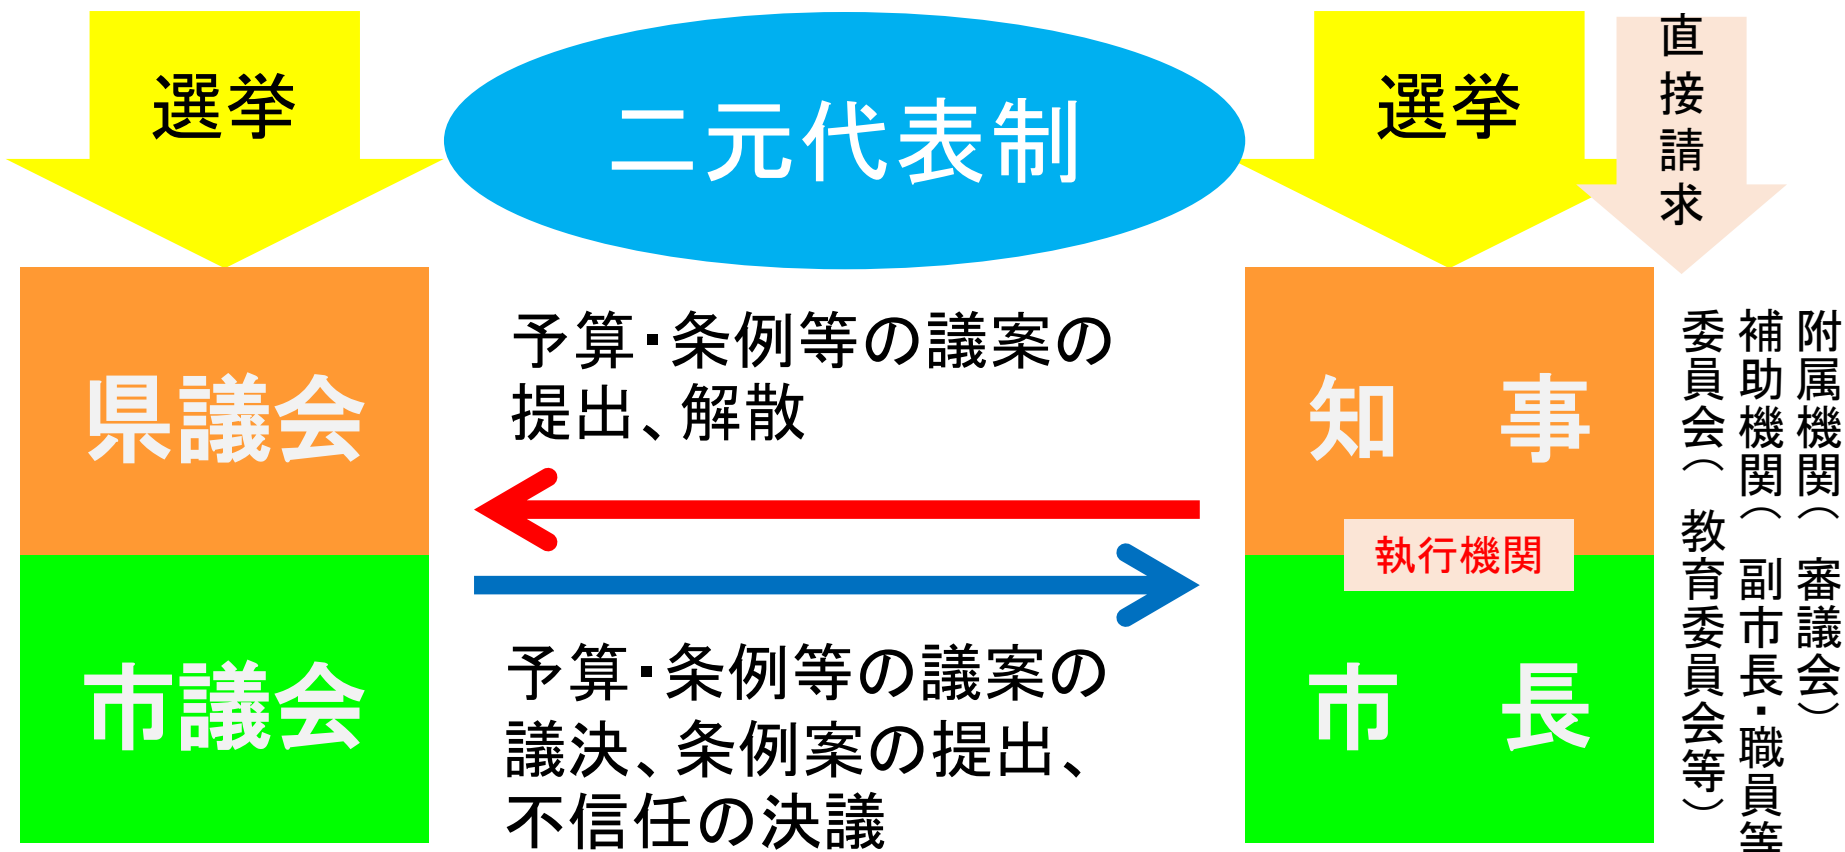 選挙
二元代表制
選挙
直接請求
県議会
市議会
予算・条例等の議案の
提出、解散
予算・条例等の議案の
議決、条例案の提出、
不信任の決議
知　事
執行機関
市　長
附属機関（審議会）
補助機関（副市長・職員等
委員会（教育委員会等）